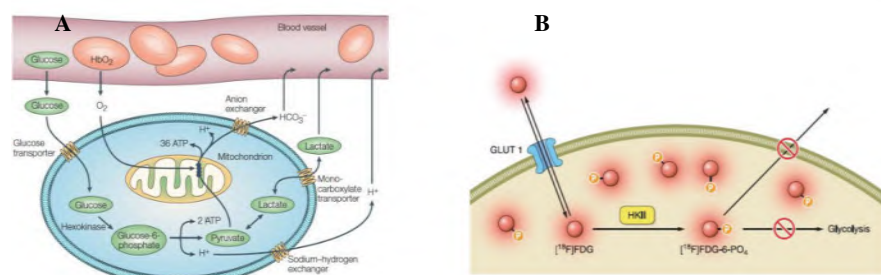 A
Blood vessel
Glucose
HbO2
Glucose
O2
Anion
exchanger
HCO3−
Glucose
transporter
H+
36 ATP
Mitochondrion
Lactate
Mono-
carboxylate
transporter
H+
Glucose
Hexokinase
Glucose-6-
phosphate
2 ATP
H+
Pyruvate
Lactate
Sodium–hydrogen
exchanger
B
GLUT 1
P
P
P
P
P
P
HKII
[18F]FDG
[18F]FDG-6-PO4
Glycolysis